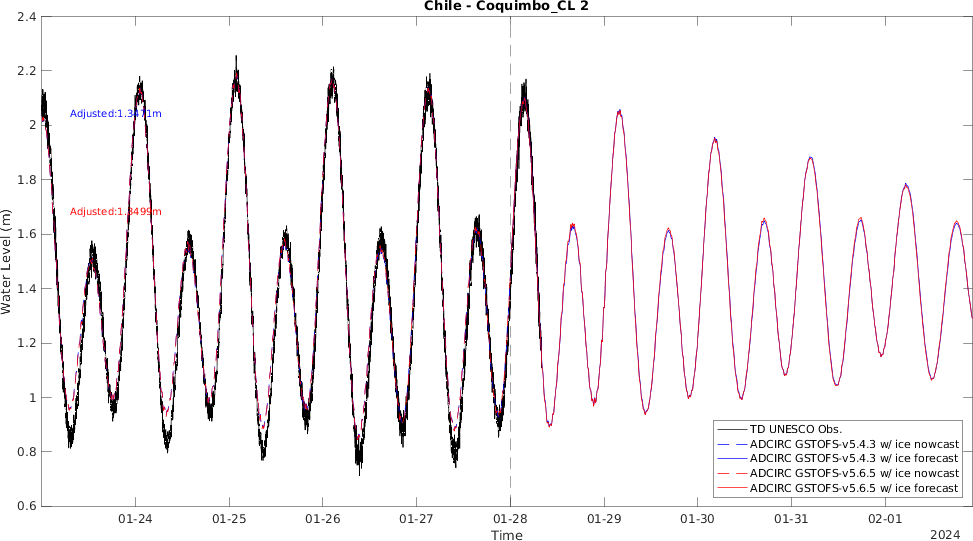 Chile - Coquimbo_CL 2
2.4
2.2
2
1.8
1.6
1.4
1.2
1
0.8
0.6
Water Level (m)
Adjusted:1.3471m
Adjusted:1.3499m
TD UNESCO Obs.
ADCIRC GSTOFS-v5.4.3 w/ ice nowcast
ADCIRC GSTOFS-v5.4.3 w/ ice forecast
ADCIRC GSTOFS-v5.6.5 w/ ice nowcast
ADCIRC GSTOFS-v5.6.5 w/ ice forecast
01-24 01-25 01-26 01-27 01-28 01-29 01-30 01-31 02-01
Time
2024